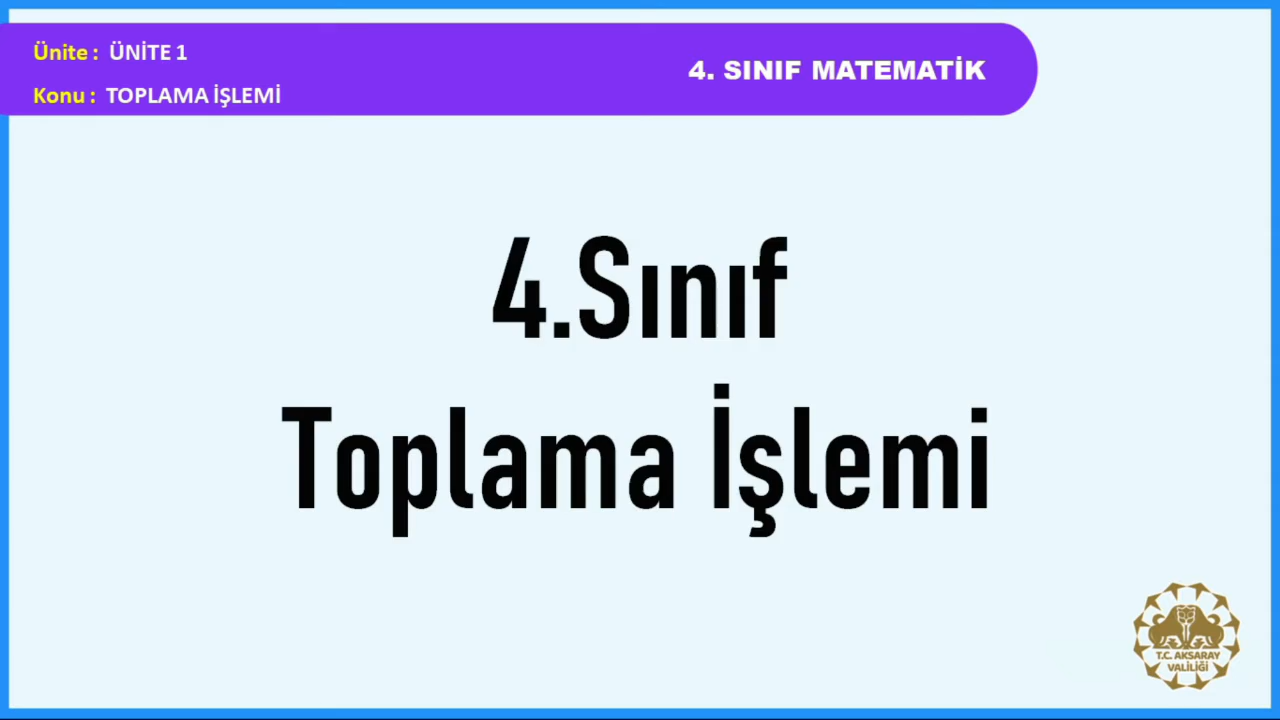 Ünite : ÜNİTE 1
Konu : TOPLAMA İŞLEMİ
4. SINIF MATEMATİK
4.Sınıf
Toplama İşlemi
T.C. AKSARAY
VALİLİĞİ